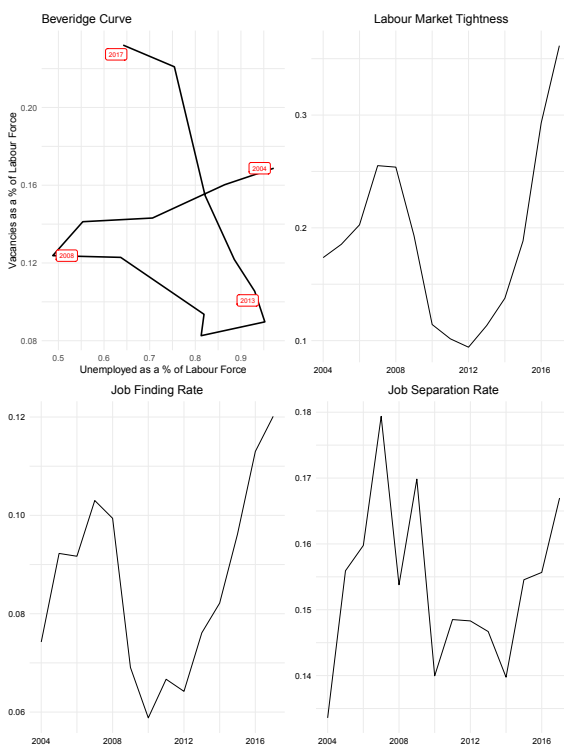 Beveridge Curve
Vacancies as a % of Labour Force
0.20
0.16
0.12
0.08
2017
2004
2008
2013
0.5 0.6 0.7 0.8 0.9
Unemployed as a % of Labour Force
Labour Market Tightness
0.3
0.2
0.1
2004 2008 2012 2016
Job Finding Rate
0.12
0.10
0.08
0.06
2004 2008 2012 2016
Job Separation Rate
0.18
0.17
0.16
0.15
0.14
2004 2008 2012 2016